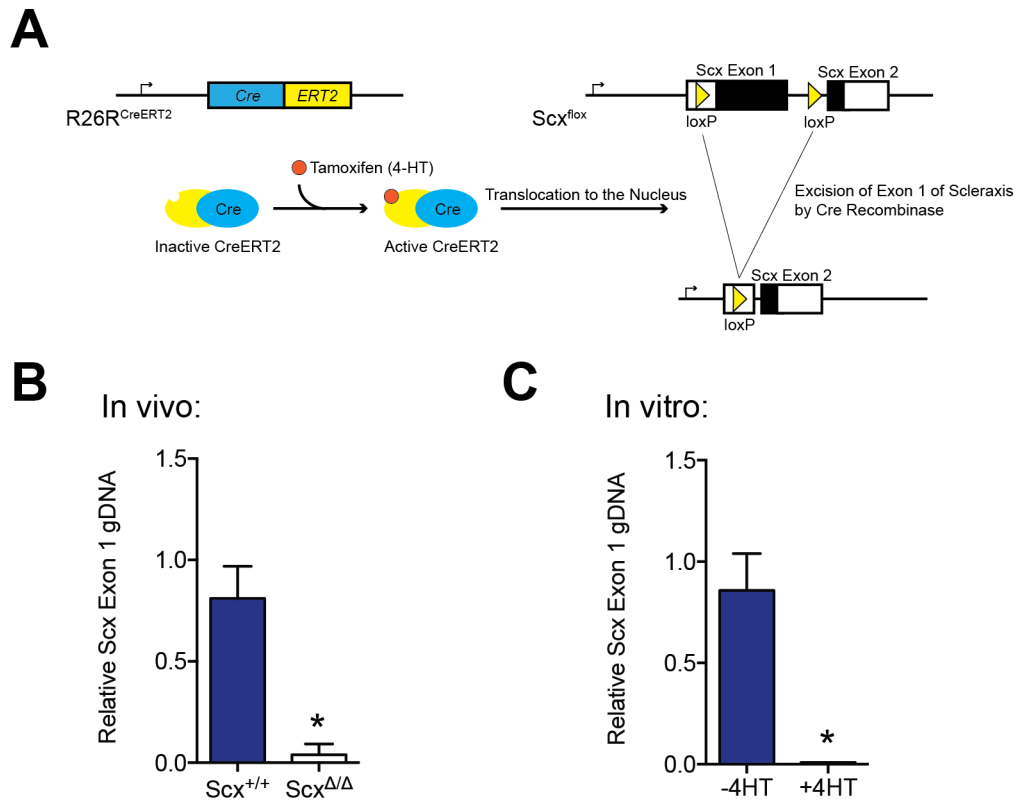 A
Cre
ERT2
R26R^CreERT2
Tamoxifen (4-HT)
Cre
Inactive CreERT2
Cre
Active CreERT2
Translocation to the Nucleus
Scx Exon 1
Scx Exon 2
Scx^flox
loxP
loxP
Excision of Exon 1 of Scleraxis
by Cre Recombinase
Scx Exon 2
loxP
B
In vivo:
Relative Scx Exon 1 gDNA
1.5
1.0
0.5
0.0
*
Scx^+/+
Scx^Δ/Δ
C
In vitro:
Relative Scx Exon 1 gDNA
1.5
1.0
0.5
0.0
*
-4HT
+4HT